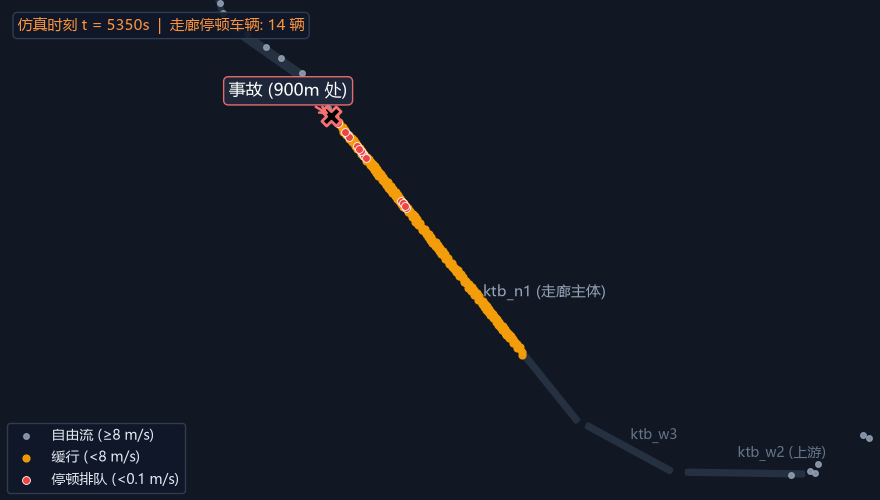 仿真时刻 t = 5350s | 走廊停顿车辆: 14 辆
事故 (900m 处)
ktb_n1 (走廊主体)
ktb_w3
ktb_w2 (上游)
自由流 (≥8 m/s)
缓行 (<8 m/s)
停顿排队 (<0.1 m/s)